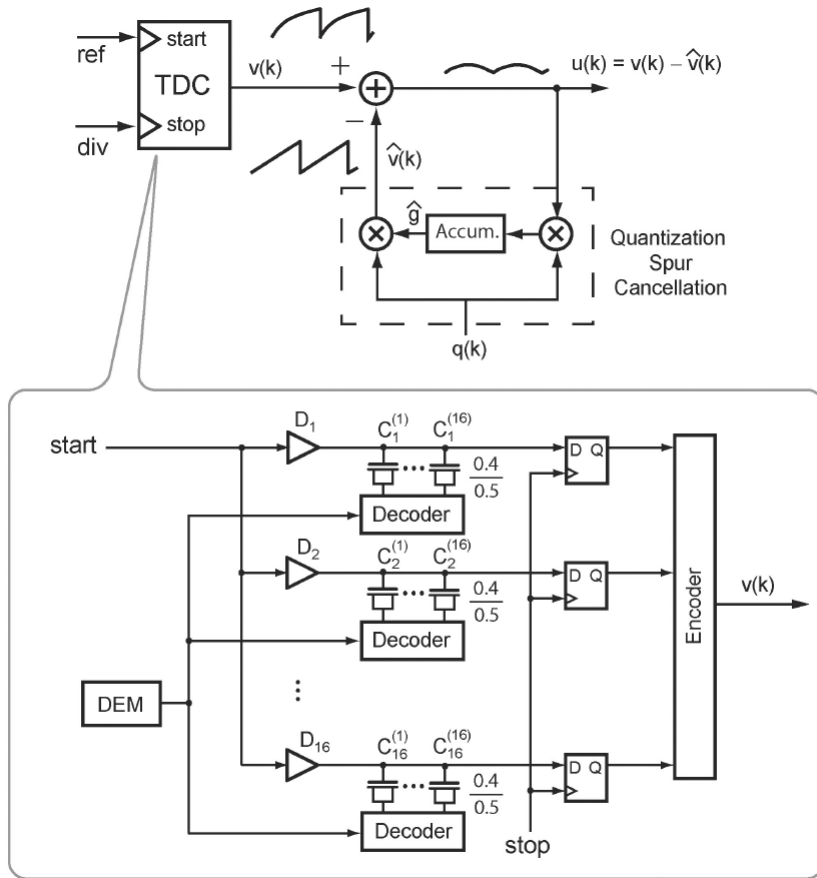 ref
start
TDC
div
stop
v(k)
+
+
−
u(k) = v(k) − v̂(k)
v̂(k)
×
ĝ
Accum.
×
Quantization
Spur
Cancellation
q(k)
start
D₁
C₁⁽¹⁾ ••• C₁⁽¹⁶⁾
0.4
0.5
Decoder
D Q
D₂
C₂⁽¹⁾ ••• C₂⁽¹⁶⁾
0.4
0.5
Decoder
D Q
Encoder
v(k)
DEM
⋮
D₁₆
C₁₆⁽¹⁾ ••• C₁₆⁽¹⁶⁾
0.4
0.5
Decoder
D Q
stop